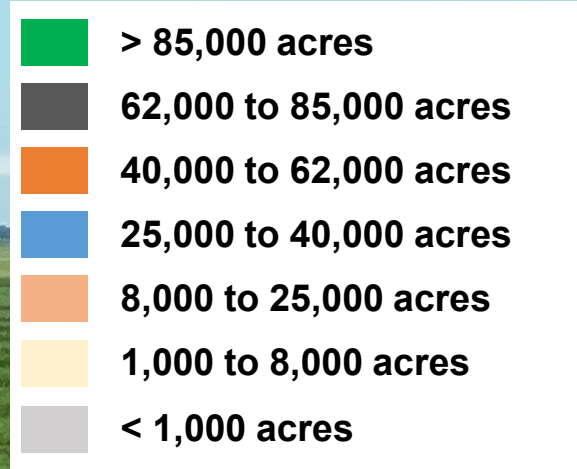 > 85,000 acres
62,000 to 85,000 acres
40,000 to 62,000 acres
25,000 to 40,000 acres
8,000 to 25,000 acres
1,000 to 8,000 acres
< 1,000 acres